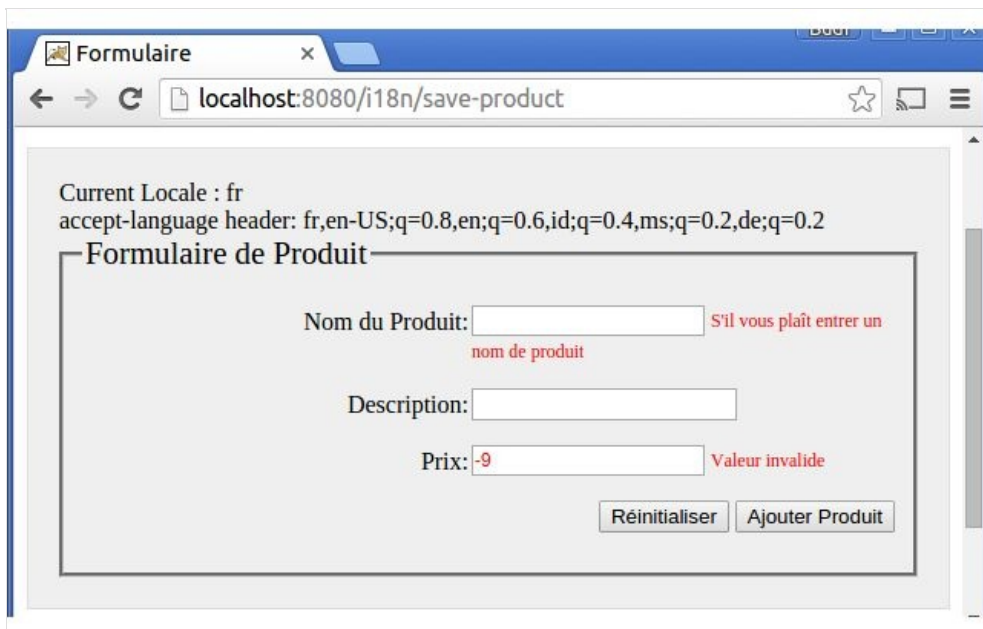 Formulaire
localhost:8080/i18n/save-product
Current Locale : fr
accept-language header: fr,en-US;q=0.8,en;q=0.6,id;q=0.4,ms;q=0.2,de;q=0.2
Formulaire de Produit
Nom du Produit: S'il vous plaît entrer un
nom de produit
Description:
Prix: -9 Valeur invalide
Réinitialiser Ajouter Produit